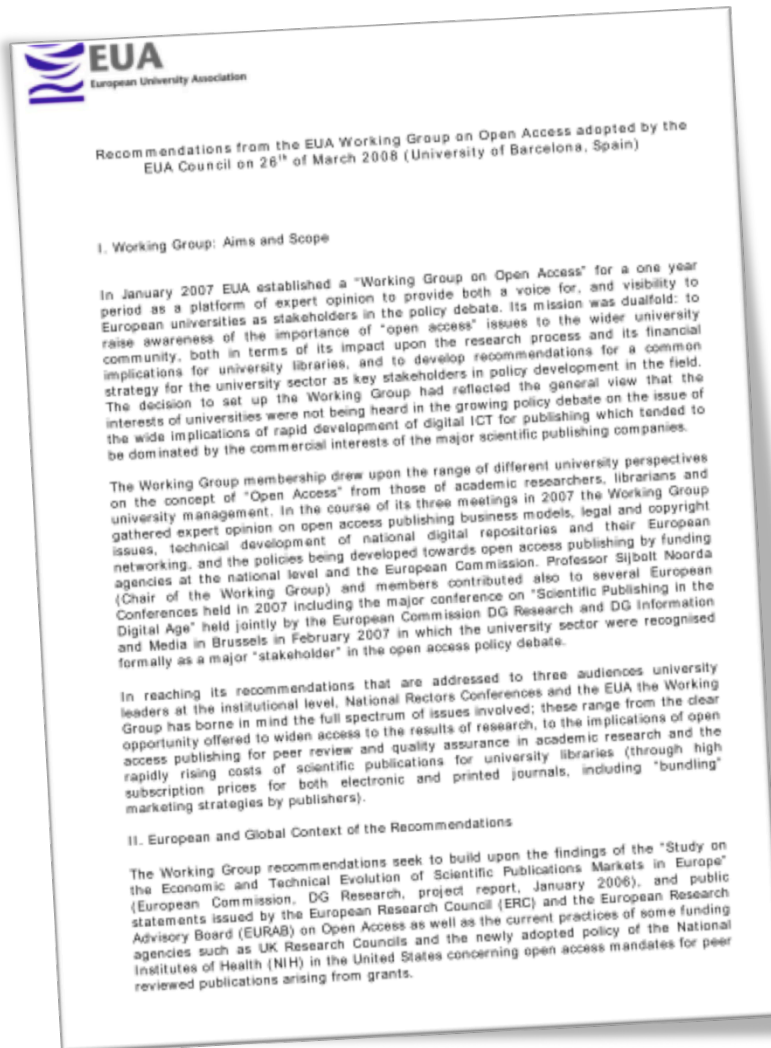 EUA
European University Association
Recommendations from the EUA Working Group on Open Access adopted by the
EUA Council on 26th of March 2008 (University of Barcelona, Spain)
I. Working Group: Aims and Scope
In January 2007 EUA established a "Working Group on Open Access" for a one year
period as a platform of expert opinion to provide both a voice for, and visibility to
European universities as stakeholders in the policy debate. Its mission was dualfold: to
raise awareness of the importance of "open access" issues to the wider university
community, both in terms of its impact upon the research process and its financial
implications for university libraries, and to develop recommendations for a common
strategy for the university sector as key stakeholders in policy development in the field.
The decision to set up the Working Group had reflected the general view that the
interests of universities were not being heard in the growing policy debate on the issue of
the wide implications of rapid development of digital ICT for publishing which tended to
be dominated by the commercial interests of the major scientific publishing companies.
The Working Group membership drew upon the range of different university perspectives
on the concept of "Open Access" from those of academic researchers, librarians and
university management. In the course of its three meetings in 2007 the Working Group
gathered expert opinion on open access publishing business models, legal and copyright
issues, technical development of national digital repositories and their European
networking, and the policies being developed towards open access publishing by funding
agencies at the national level and the European Commission. Professor Sijbolt Noorda
(Chair of the Working Group) and members contributed also to several European
Conferences held in 2007 including the major conference on "Scientific Publishing in the
Digital Age" held jointly by the European Commission DG Research and DG Information
and Media in Brussels in February 2007 in which the university sector were recognised
formally as a major "stakeholder" in the open access policy debate.
In reaching its recommendations that are addressed to three audiences university
leaders at the institutional level, National Rectors Conferences and the EUA the Working
Group has borne in mind the full spectrum of issues involved; these range from the clear
opportunity offered to widen access to the results of research, to the implications of open
access publishing for peer review and quality assurance in academic research and the
rapidly rising costs of scientific publications for university libraries (through high
subscription prices for both electronic and printed journals, including "bundling"
marketing strategies by publishers).
II. European and Global Context of the Recommendations
The Working Group recommendations seek to build upon the findings of the "Study on
the Economic and Technical Evolution of Scientific Publications Markets in Europe"
(European Commission, DG Research, project report, January 2006), and public
statements issued by the European Research Council (ERC) and the European Research
Advisory Board (EURAB) on Open Access as well as the current practices of some funding
agencies such as UK Research Councils and the newly adopted policy of the National
Institutes of Health (NIH) in the United States concerning open access mandates for peer
reviewed publications arising from grants.